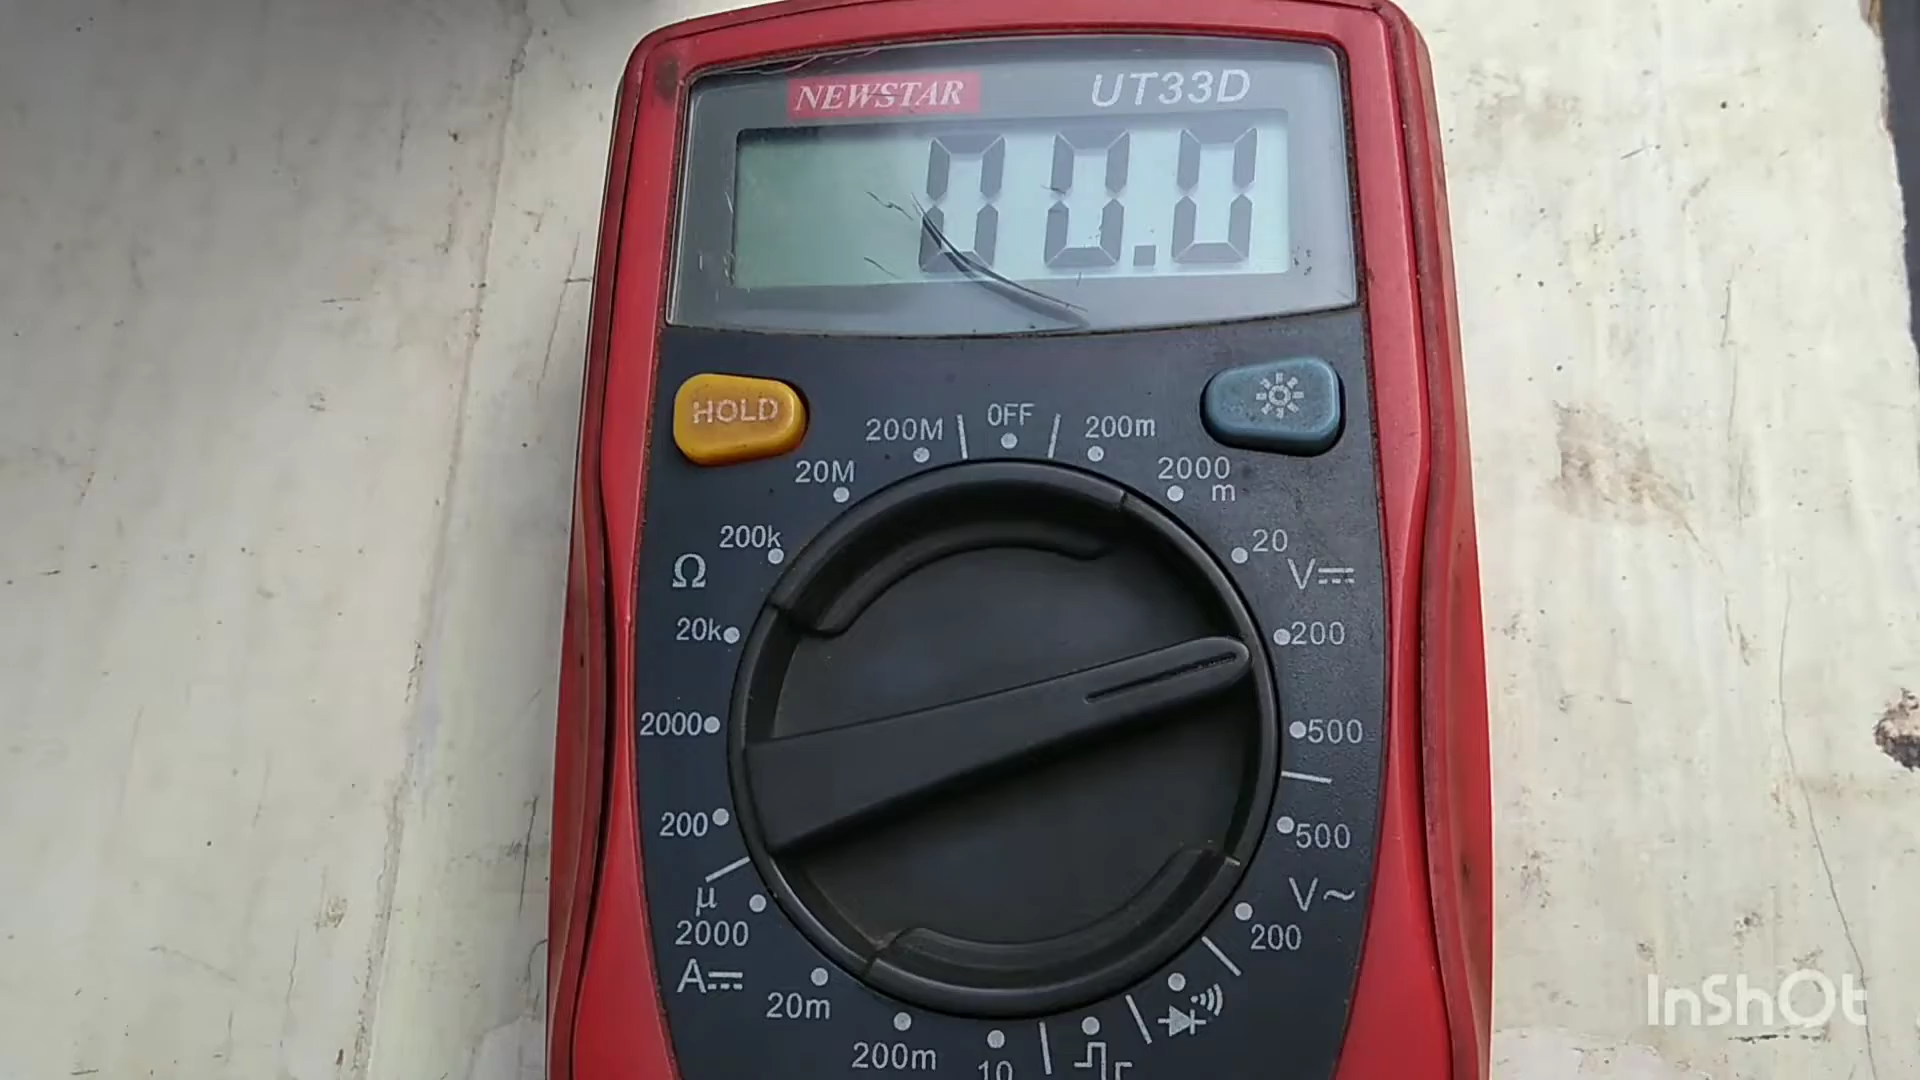 NEWSTAR UT33D
00.0
HOLD
200M OFF 200m
20M 2000
m
200k 20
Ω V⎓
20k 200
2000 500
200 500
μ V~
2000 200
A⎓
20m
200m 10
InShOt